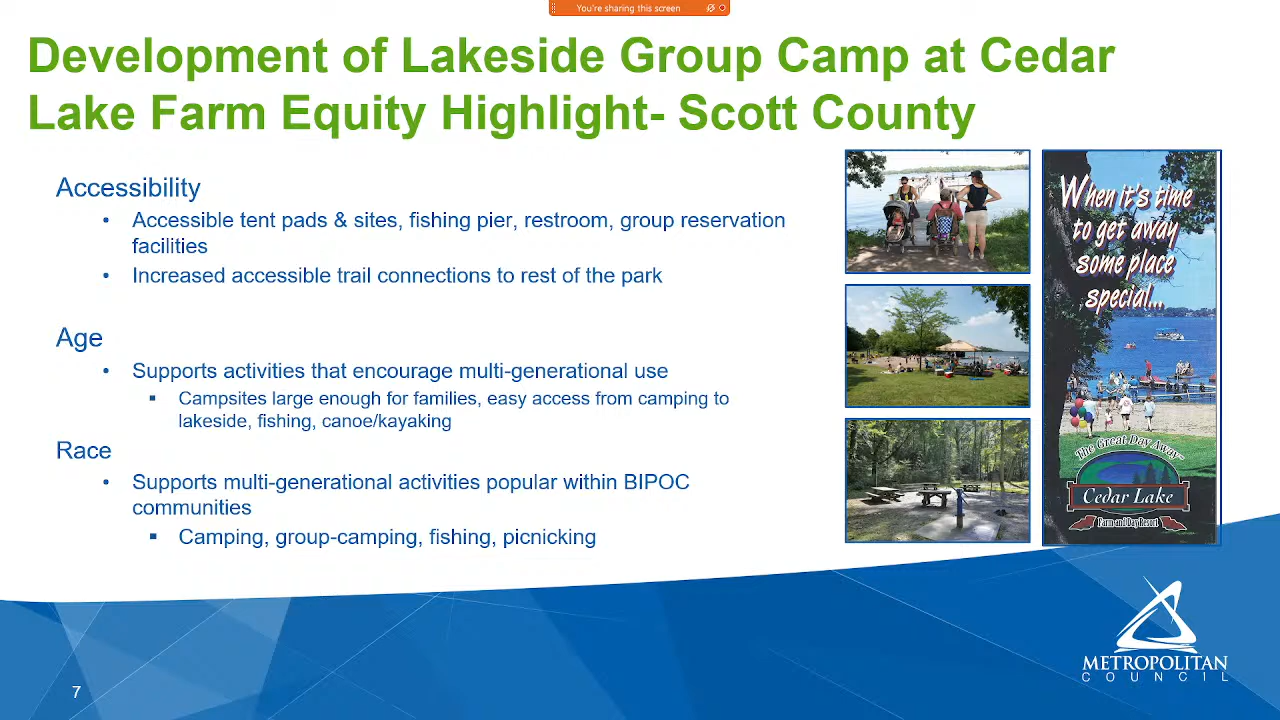 You're sharing this screen
Development of Lakeside Group Camp at Cedar
Lake Farm Equity Highlight- Scott County
Accessibility
• Accessible tent pads & sites, fishing pier, restroom, group reservation
facilities
• Increased accessible trail connections to rest of the park
Age
• Supports activities that encourage multi-generational use
▪ Campsites large enough for families, easy access from camping to
lakeside, fishing, canoe/kayaking
Race
• Supports multi-generational activities popular within BIPOC
communities
▪ Camping, group-camping, fishing, picnicking
When it's time
to get away
some place
special...
The Great Day Away
Cedar Lake
Farm and Day Resort
METROPOLITAN
COUNCIL
7